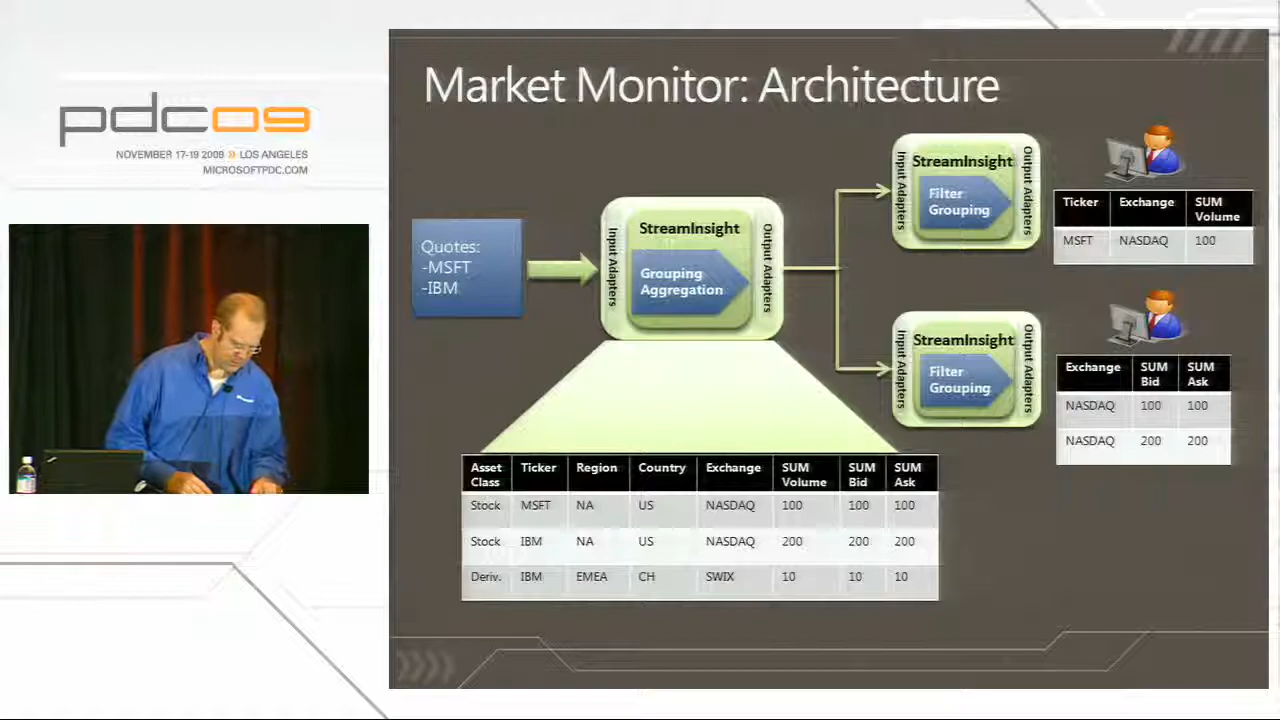 pdc09
NOVEMBER 17-19 2009 » LOS ANGELES
MICROSOFTPDC.COM
Market Monitor: Architecture
Quotes:
-MSFT
-IBM
Input Adapters
StreamInsight
Grouping
Aggregation
Output Adapters
Input Adapters
StreamInsight
Filter
Grouping
Output Adapters
Ticker Exchange SUM
Volume
MSFT NASDAQ 100
Input Adapters
StreamInsight
Filter
Grouping
Output Adapters
Exchange SUM SUM
Bid Ask
NASDAQ 100 100
NASDAQ 200 200
Asset Ticker Region Country Exchange SUM SUM SUM
Class Volume Bid Ask
Stock MSFT NA US NASDAQ 100 100 100
Stock IBM NA US NASDAQ 200 200 200
Deriv. IBM EMEA CH SWIX 10 10 10